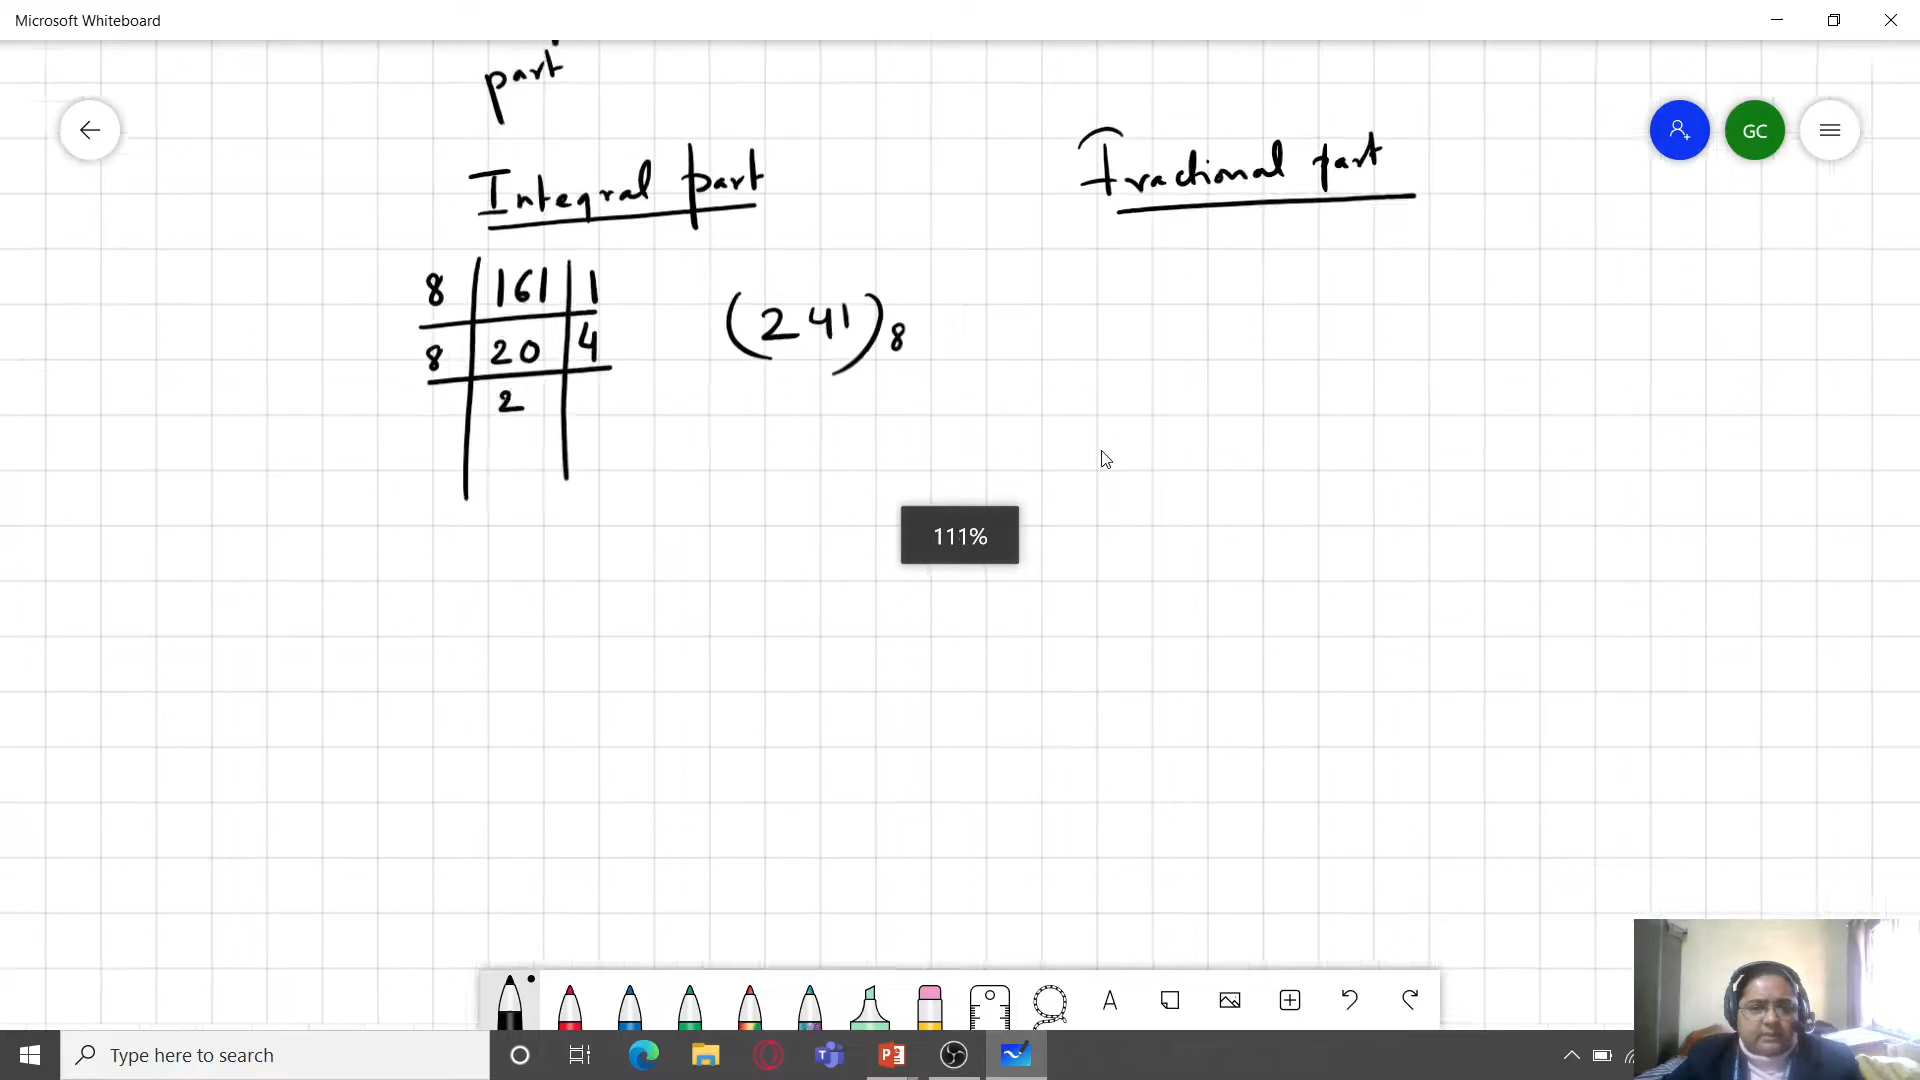 Microsoft Whiteboard
part
Integral part
Fractional part
GC
8 | 161 | 1
8 | 20 | 4
2
(241)8
111%
A
Type here to search